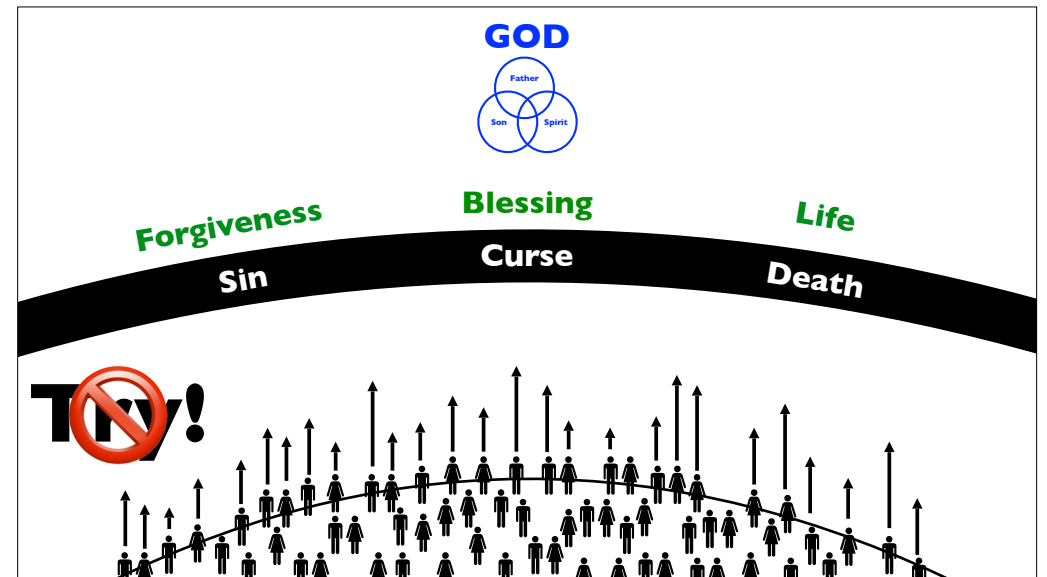 GOD
Father
Son Spirit
Forgiveness Blessing Life
Sin Curse Death
Try!